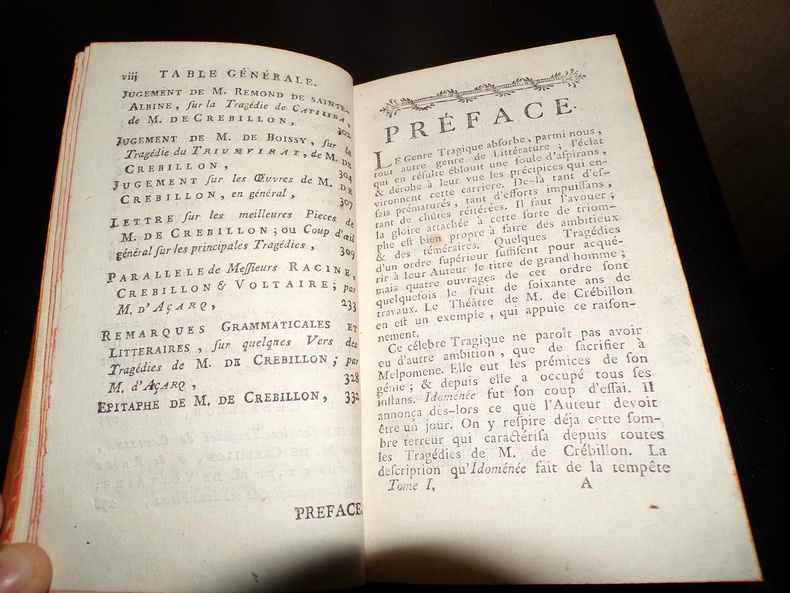 viij TABLE GÉNÉRALE.
JUGEMENT DE M. REMOND DE SAINTE-
ALBINE, ſur la Tragédie de CATILINA,
de M. DE CREBILLON, 302
JUGEMENT DE M. DE BOISSY, ſur la
Tragédie du TRIUMVIRAT, de M. DE
CREBILLON, 304
JUGEMENT ſur les Œuvres de M. DE
CREBILLON, en général, 307
LETTRE ſur les meilleures Pieces de
M. DE CREBILLON; ou Coup d'œil
général ſur les principales Tragédies, 309
PARALLELE de Meſſieurs RACINE,
CREBILLON & VOLTAIRE; par
M. D'AÇARQ, 233
REMARQUES GRAMMATICALES ET
LITTERAIRES, ſur quelques Vers des
Tragédies de M. DE CREBILLON; par
M. d'AÇARQ, 328
EPITAPHE DE M. DE CREBILLON, 332
PREFACE.
PRÉFACE.
LE Genre Tragique abſorbe, parmi nous,
tout autre genre de Littérature; l'éclat
qui en réſulte éblouit une foule d'aſpirans,
& dérobe à leur vue les précipices qui en-
vironnent cette carriere. De-là tant d'eſ-
ſais prématurés, tant d'efforts impuiſſans,
tant de chûtes réitérées. Il faut l'avouer;
la gloire attachée à cette ſorte de triom-
phe eſt bien propre à faire des ambitieux
& des téméraires. Quelques Tragédies
d'un ordre ſupérieur ſuffiſent pour acqué-
rir à leur Auteur le titre de grand homme;
mais quatre ouvrages de cet ordre ſont
quelquefois le fruit de ſoixante ans de
travaux. Le Théâtre de M. de Crébillon
en eſt un exemple, qui appuie ce raiſon-
nement.
Ce célebre Tragique ne paroît pas avoir
eu d'autre ambition, que de ſacrifier à
Melpomene. Elle eut les prémices de ſon
génie; & depuis elle a occupé tous ſes
inſtans. Idoménée fut ſon coup d'eſſai. Il
annonça dès-lors ce que l'Auteur devoit
être un jour. On y reſpire déja cette ſom-
bre terreur qui caractériſa depuis toutes
les Tragédies de M. de Crébillon. La
deſcription qu'Idoménée fait de la tempête
Tome I, A